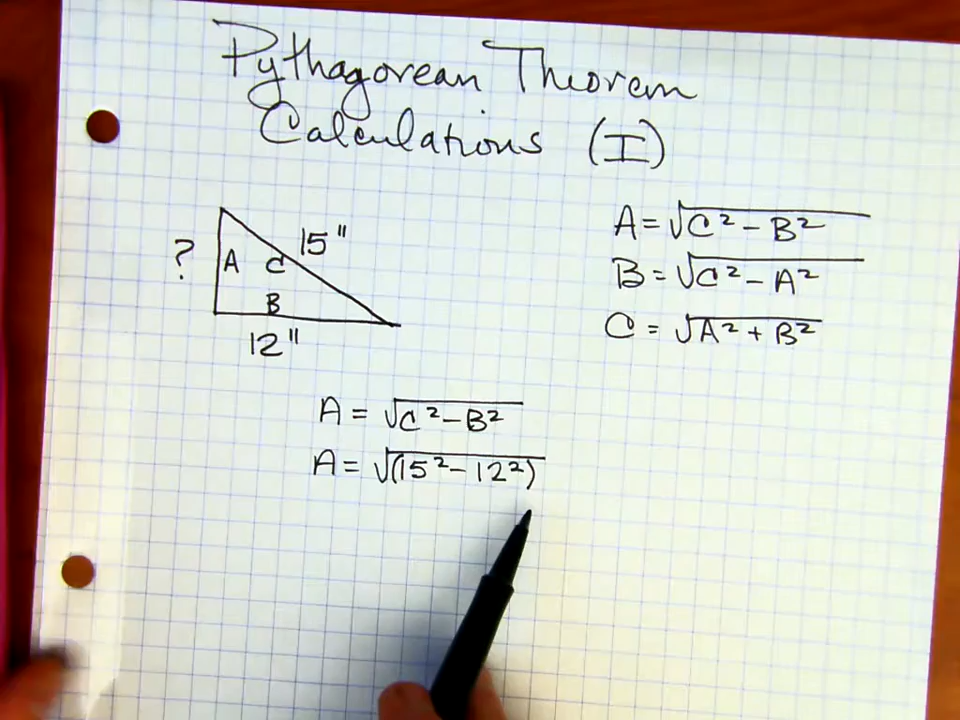 Pythagorean Theorem
Calculations (I)
?
A
C
15"
B
12"
A = √C² - B²
B = √C² - A²
C = √A² + B²
A = √C² - B²
A = √(15² - 12²)